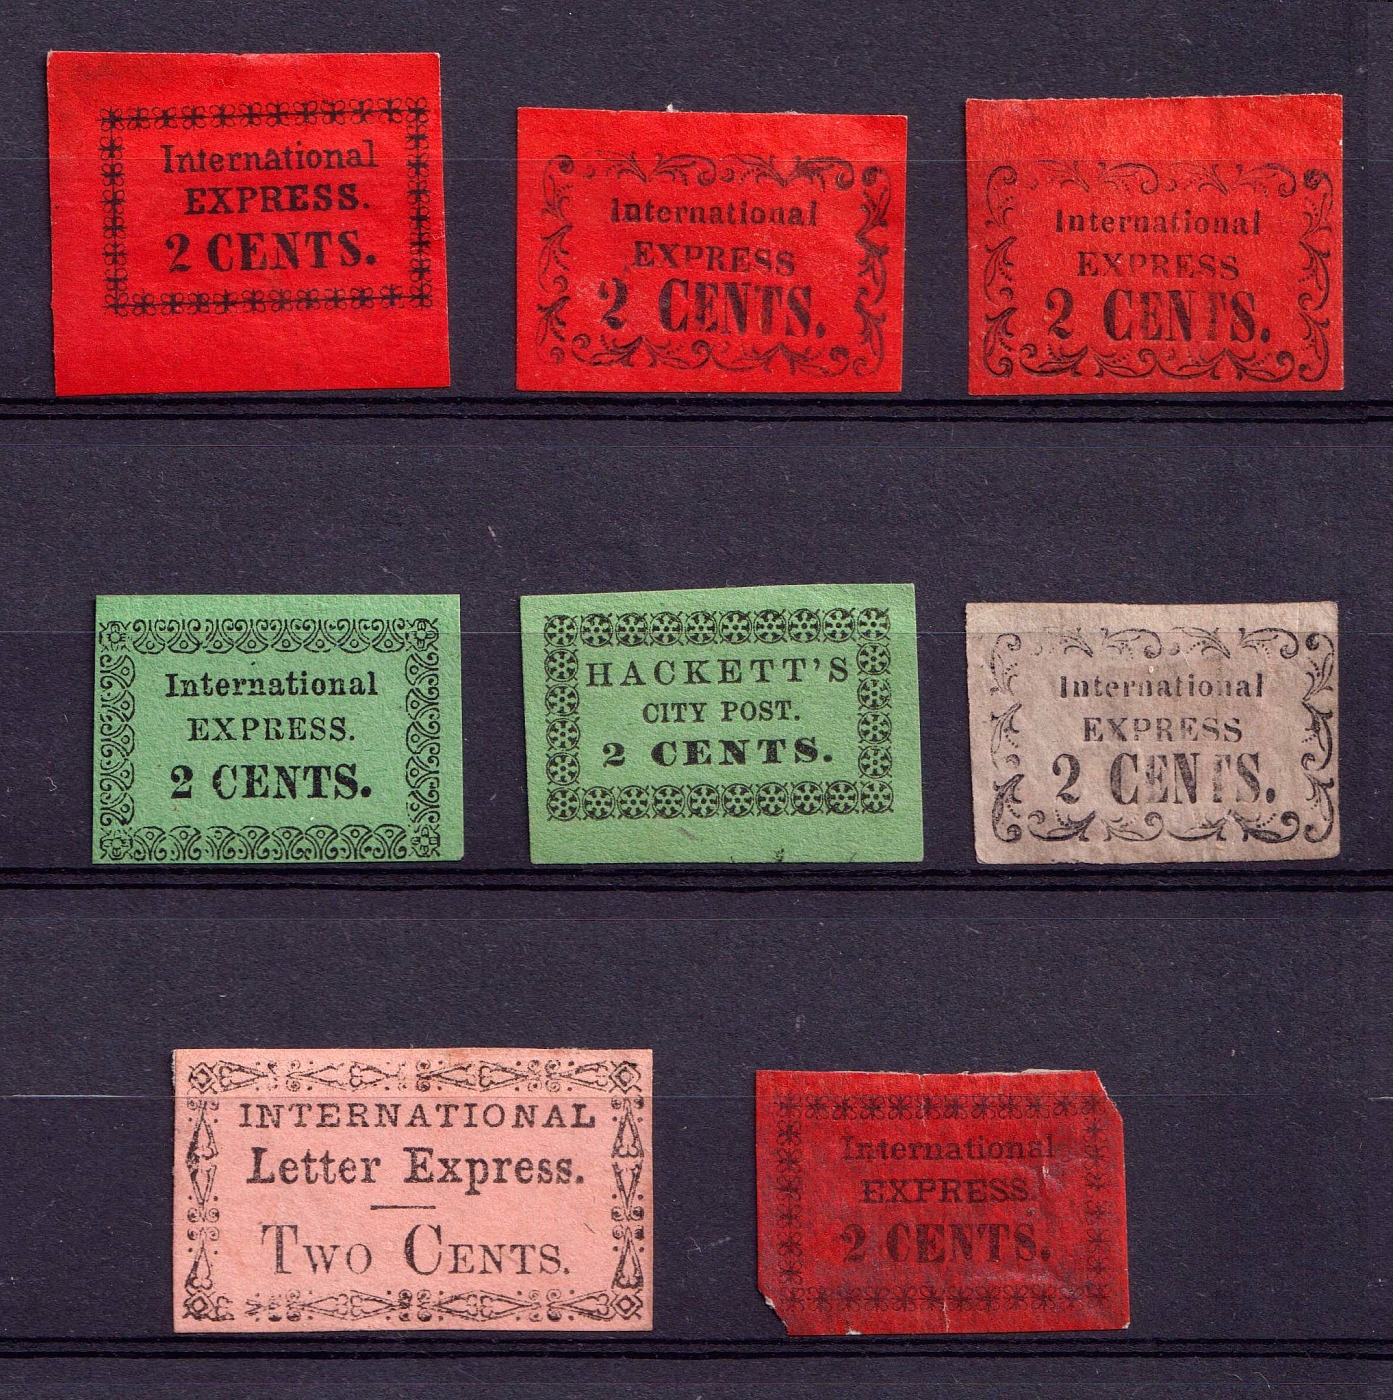 International
EXPRESS.
2 CENTS.
International
EXPRESS
2 CENTS.
International
EXPRESS
2 CENTS.
International
EXPRESS.
2 CENTS.
HACKETT'S
CITY POST.
2 CENTS.
International
EXPRESS
2 CENTS.
INTERNATIONAL
Letter Express.
Two Cents.
International
EXPRESS.
2 CENTS.